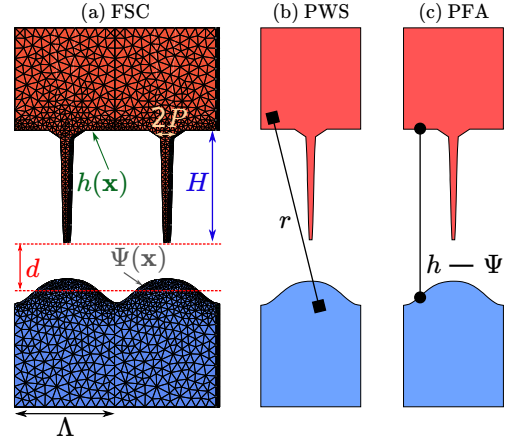 (a) FSC
(b) PWS
(c) PFA
2P
h(x)
H
r
Ψ(x)
d
h — Ψ
Λ